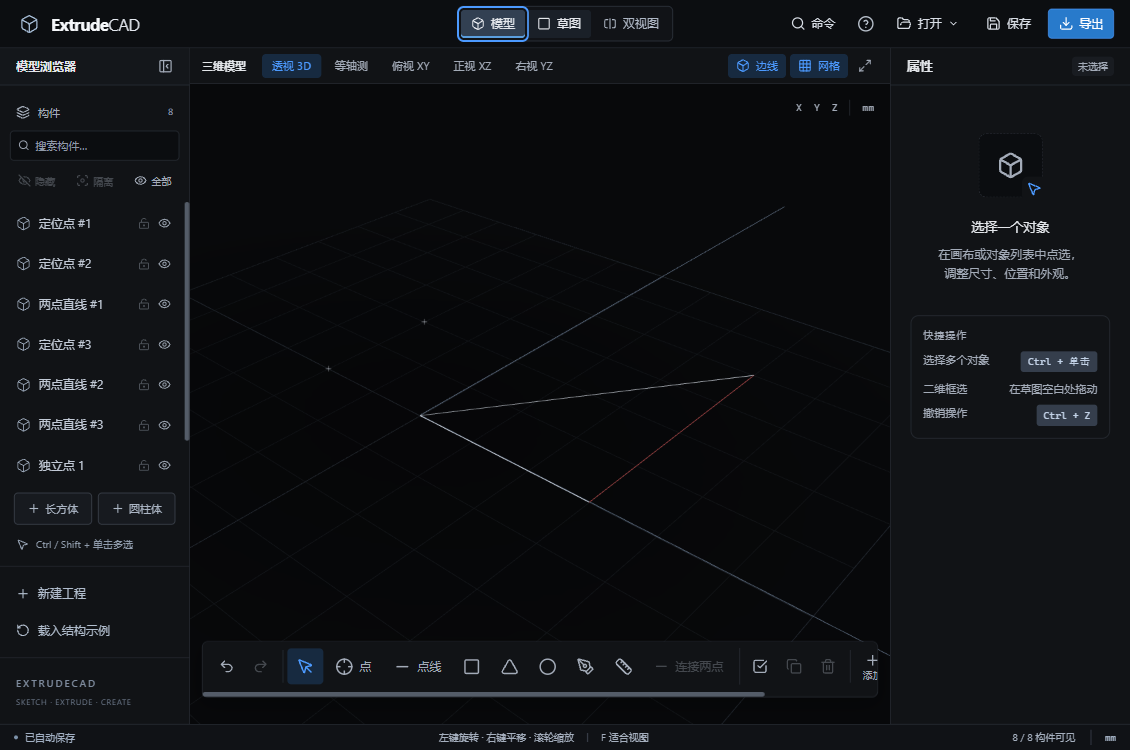 ExtrudeCAD
模型
草图
双视图
命令
打开
保存
导出
模型浏览器
三维模型
透视 3D
等轴测
俯视 XY
正视 XZ
右视 YZ
边线
网格
属性
未选择
构件
8
搜索构件...
隐藏
隔离
全部
定位点 #1
定位点 #2
两点直线 #1
定位点 #3
两点直线 #2
两点直线 #3
独立点 1
长方体
圆柱体
Ctrl / Shift + 单击多选
新建工程
载入结构示例
EXTRUDECAD
SKETCH · EXTRUDE · CREATE
X Y Z
mm
选择一个对象
在画布或对象列表中点选，
调整尺寸、位置和外观。
快捷操作
选择多个对象
Ctrl + 单击
二维框选
在草图空白处拖动
撤销操作
Ctrl + Z
点
点线
连接两点
添加
已自动保存
左键旋转 · 右键平移 · 滚轮缩放
F 适合视图
8 / 8 构件可见
mm